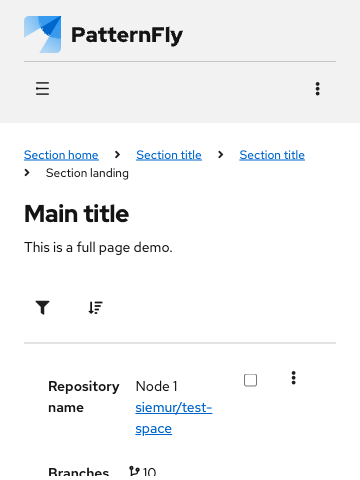 PatternFly
Section home > Section title > Section title
> Section landing
Main title
This is a full page demo.
Repository name
Node 1
siemur/test-space
Branches
10